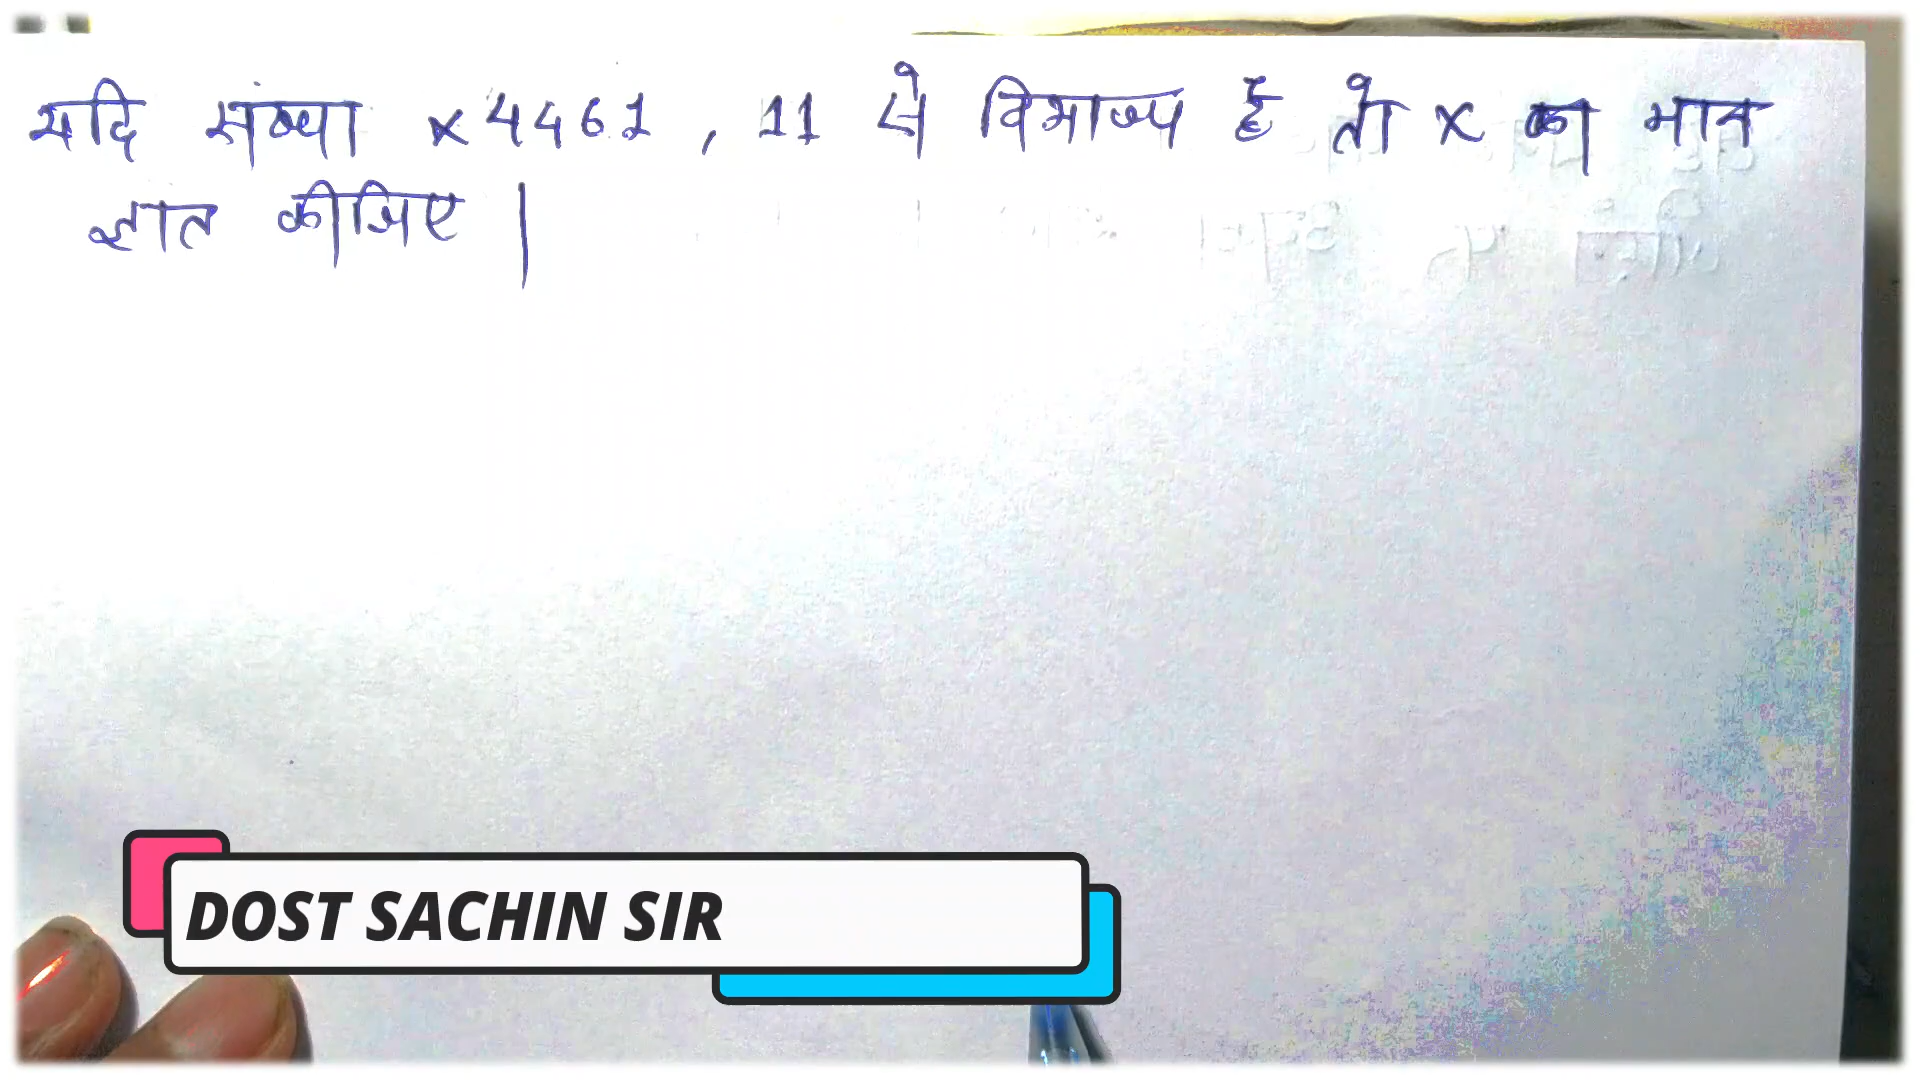 यदि संख्या x4461, 11 से विभाज्य है तो x का मान
ज्ञात कीजिए |
DOST SACHIN SIR